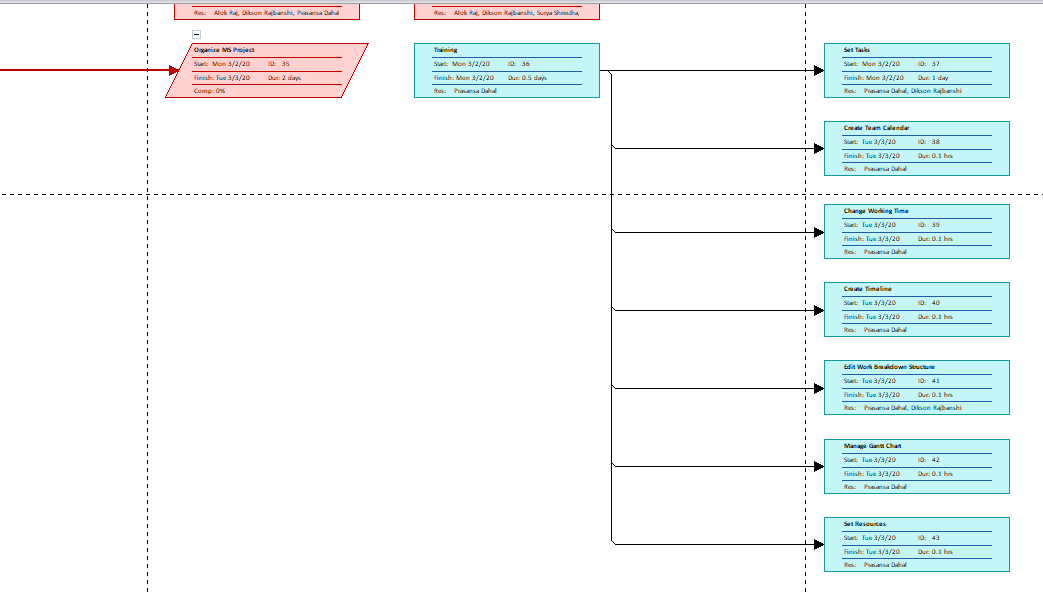 Res: Alok Raj, Dikson Rajbanshi, Prasansa Dahal
Res: Alok Raj, Dikson Rajbanshi, Surya Shrestha,
Organize MS Project
Start: Mon 3/2/20 ID: 35
Finish: Tue 3/3/20 Dur: 2 days
Comp: 0%
Training
Start: Mon 3/2/20 ID: 36
Finish: Mon 3/2/20 Dur: 0.5 days
Res: Prasansa Dahal
Set Tasks
Start: Mon 3/2/20 ID: 37
Finish: Mon 3/2/20 Dur: 1 day
Res: Prasansa Dahal, Dikson Rajbanshi
Create Team Calendar
Start: Tue 3/3/20 ID: 38
Finish: Tue 3/3/20 Dur: 0.1 hrs
Res: Prasansa Dahal
Change Working Time
Start: Tue 3/3/20 ID: 39
Finish: Tue 3/3/20 Dur: 0.1 hrs
Res: Prasansa Dahal
Create Timeline
Start: Tue 3/3/20 ID: 40
Finish: Tue 3/3/20 Dur: 0.1 hrs
Res: Prasansa Dahal
Edit Work Breakdown Structure
Start: Tue 3/3/20 ID: 41
Finish: Tue 3/3/20 Dur: 0.1 hrs
Res: Prasansa Dahal, Dikson Rajbanshi
Manage Gantt Chart
Start: Tue 3/3/20 ID: 42
Finish: Tue 3/3/20 Dur: 0.1 hrs
Res: Prasansa Dahal
Set Resources
Start: Tue 3/3/20 ID: 43
Finish: Tue 3/3/20 Dur: 0.1 hrs
Res: Prasansa Dahal